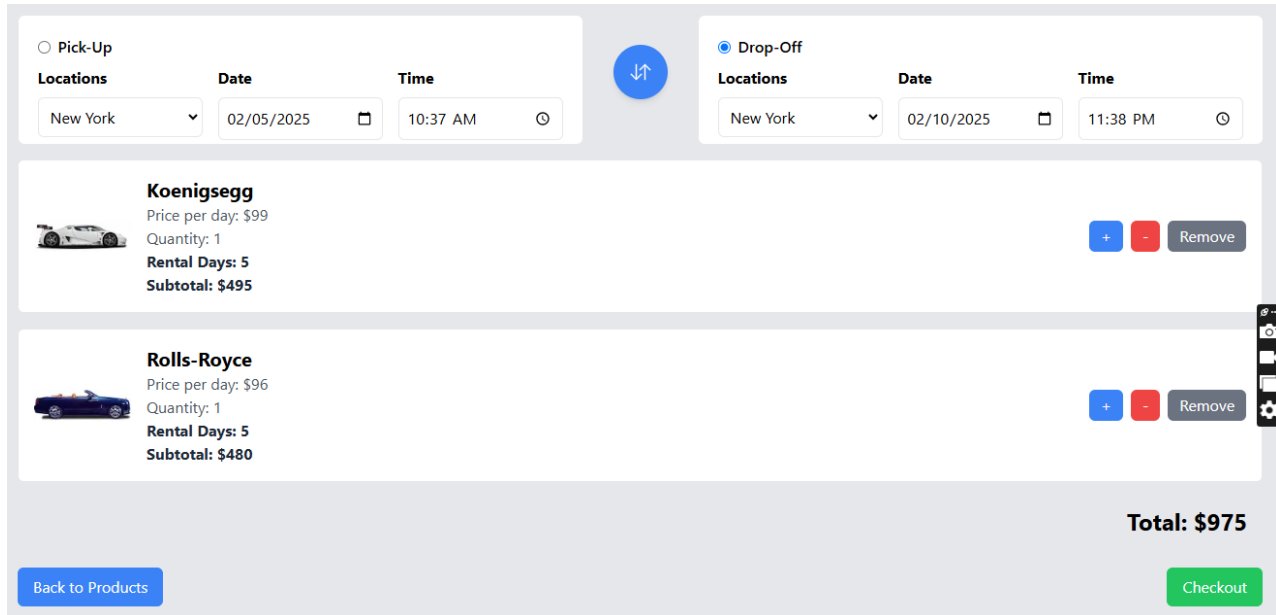 Pick-Up
Locations Date Time
New York 02/05/2025 10:37 AM
Drop-Off
Locations Date Time
New York 02/10/2025 11:38 PM
Koenigsegg
Price per day: $99
Quantity: 1
Rental Days: 5
Subtotal: $495
+ - Remove
Rolls-Royce
Price per day: $96
Quantity: 1
Rental Days: 5
Subtotal: $480
+ - Remove
Total: $975
Back to Products Checkout